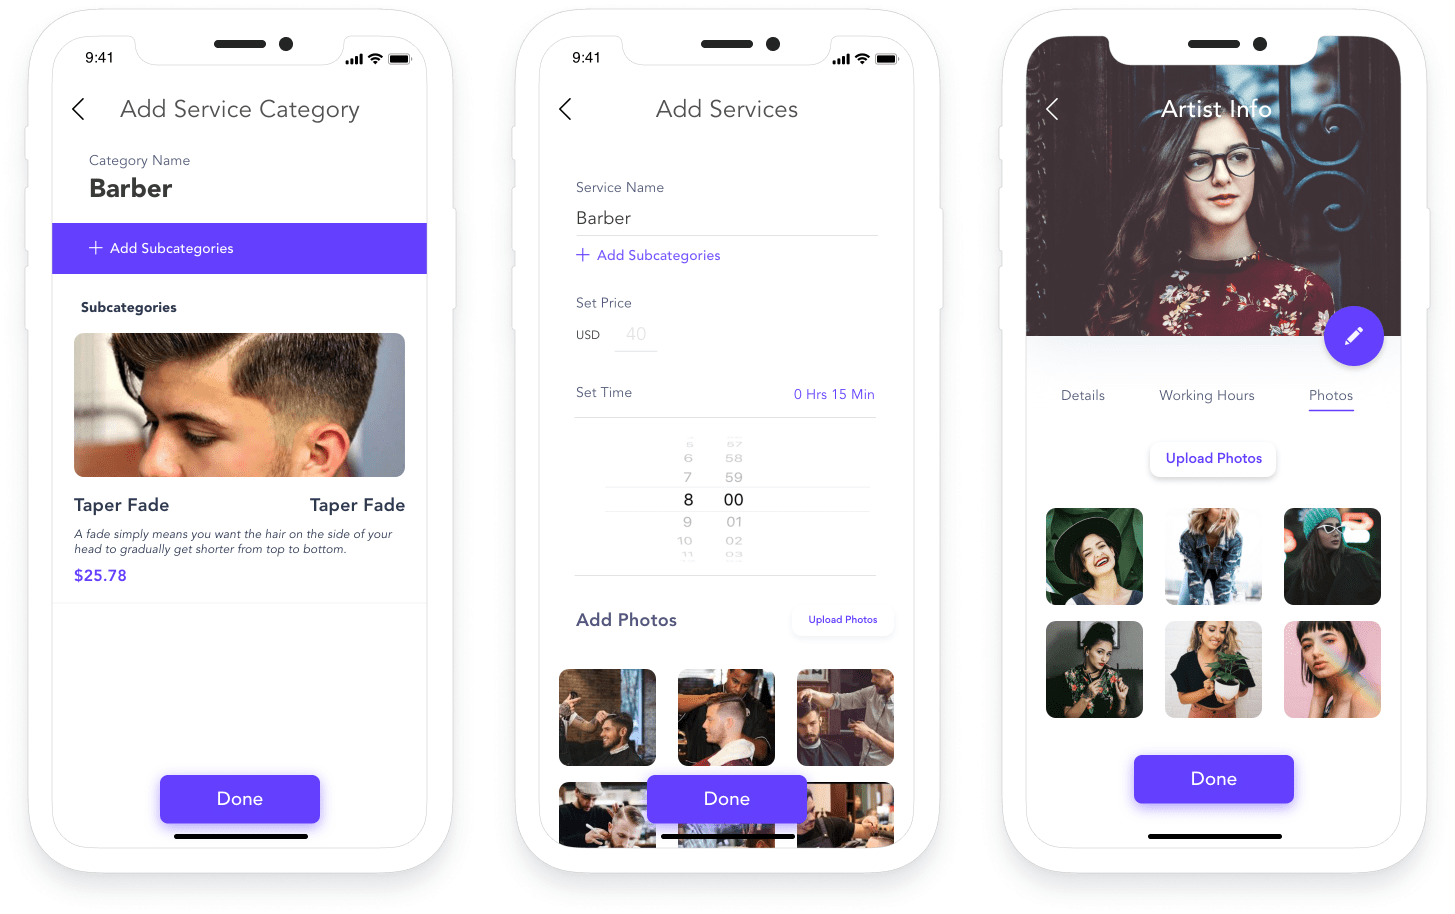 9:41
Add Service Category
Category Name
Barber
+ Add Subcategories
Subcategories
Taper Fade
Taper Fade
A fade simply means you want the hair on the side of your
head to gradually get shorter from top to bottom.
$25.78
Done
9:41
Add Services
Service Name
Barber
+ Add Subcategories
Set Price
USD 40
Set Time
0 Hrs 15 Min
5 57
6 58
7 59
8 00
9 01
10 02
11 03
Add Photos
Upload Photos
Done
Artist Info
Details
Working Hours
Photos
Upload Photos
Done